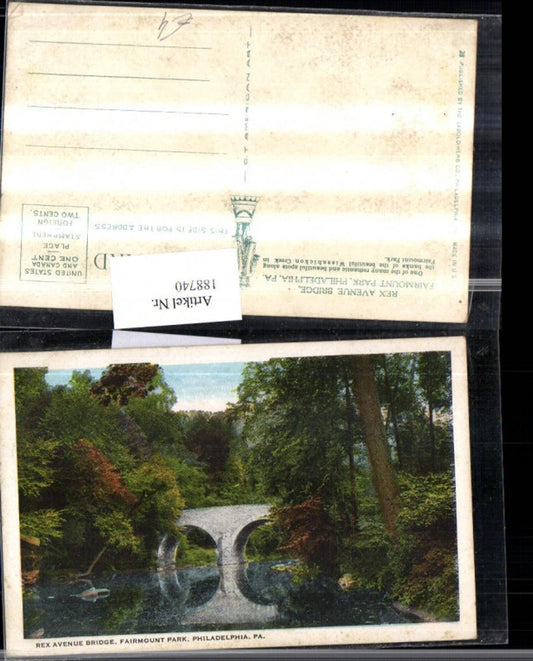 REX AVENUE BRIDGE,
FAIRMOUNT PARK, PHILADELPHIA, PA.
One of the many romantic and beautiful spots along
the banks of the beautiful Wissahickon Creek in
Fairmount Park.
THIS SIDE IS FOR THE ADDRESS
UNITED STATES
AND CANADA
ONE CENT
PLACE
STAMP HERE
FOREIGN
TWO CENTS.
Artikel Nr.
188740
MADE IN U.S.
REX AVENUE BRIDGE, FAIRMOUNT PARK, PHILADELPHIA, PA.